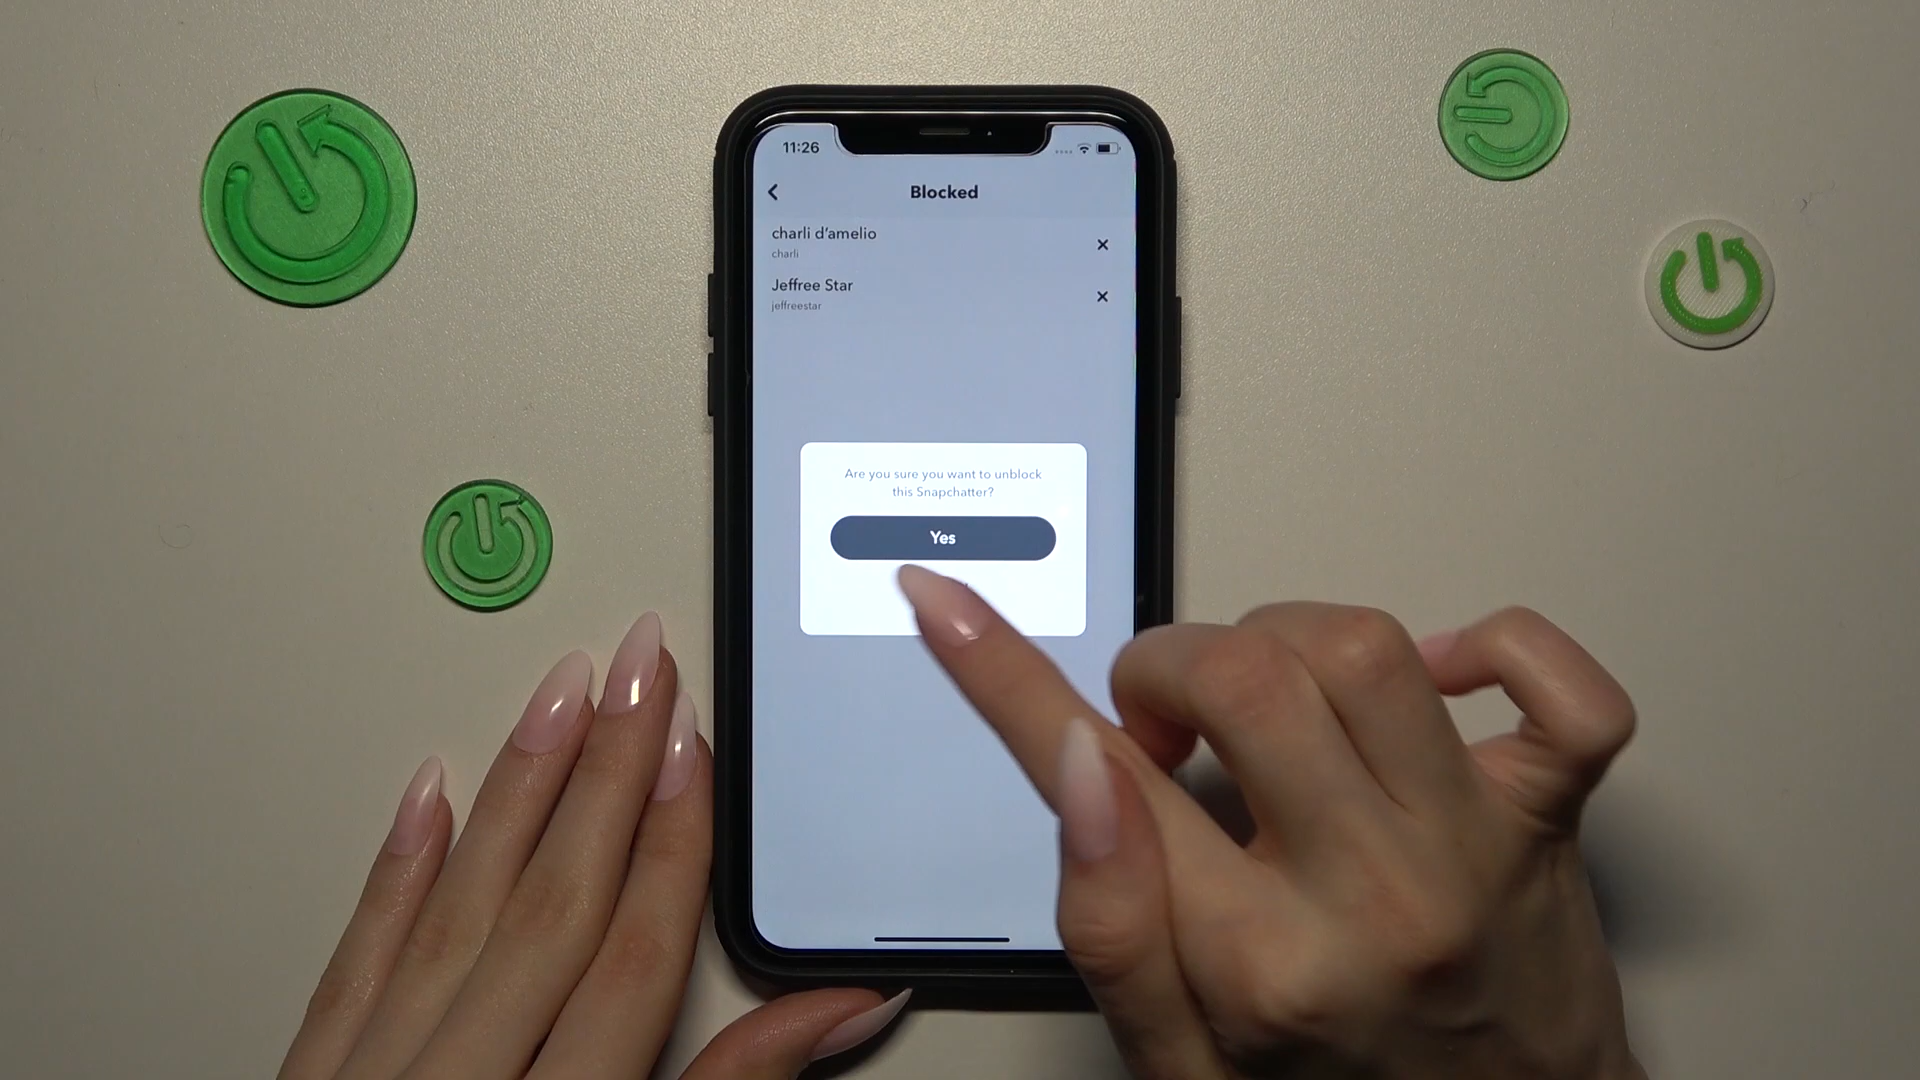 11:26
Blocked
charli d’amelio
charli
Jeffree Star
jeffreestar
Are you sure you want to unblock
this Snapchatter?
Yes